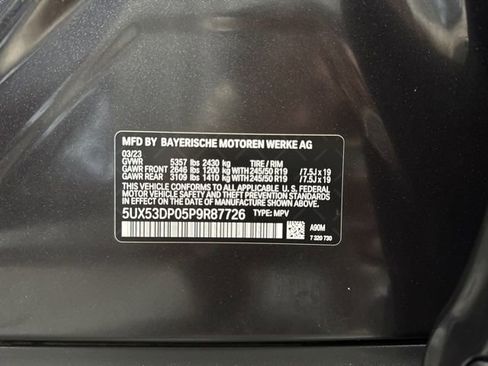 MFD BY BAYERISCHE MOTOREN WERKE AG
03/23
GVWR 5357 lbs 2430 kg TIRE / RIM
GAWR FRONT 2646 lbs 1200 kg 245/50 R19 /7.5J x 19
GAWR REAR 3109 lbs 1410 kg 245/50 R19 /7.5J x 19
THIS VEHICLE CONFORMS TO ALL APPLICABLE U.S. FEDERAL
MOTOR VEHICLE SAFETY AND THEFT PREVENTION STANDARDS
IN EFFECT ON THE DATE OF MANUFACTURE SHOWN ABOVE.
5UX53DP05P9R87726 TYPE: MPV
A90M
7 320 730